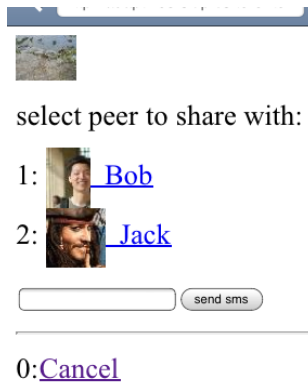 select peer to share with:
1: Bob
2: Jack
send sms
0:Cancel